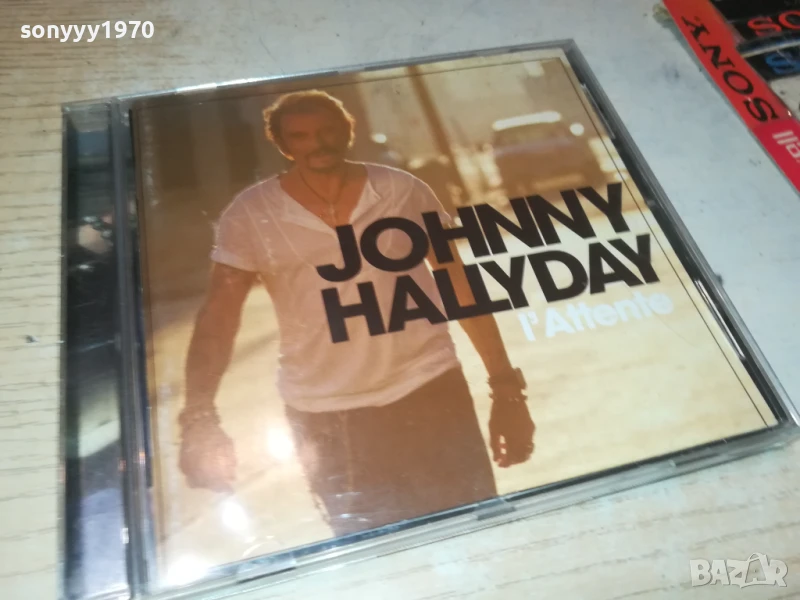 sonyyy1970
JOHNNY
HALLYDAY
l'Attente
SONY
BAZAR